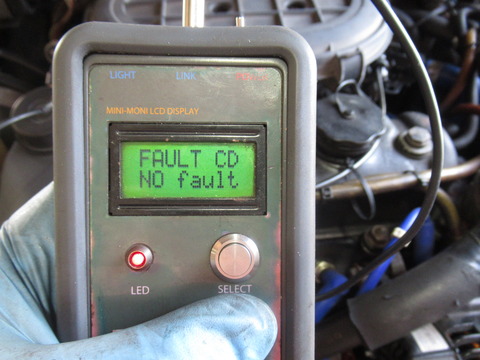 LIGHT LINK
MINI-MONI LCD DISPLAY
FAULT CD
NO fault
LED SELECT